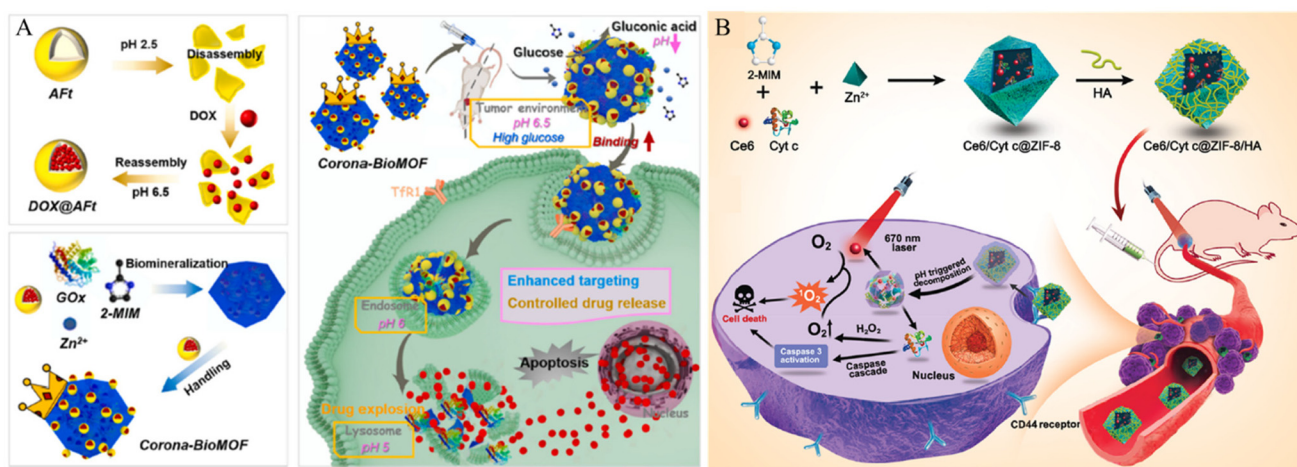 A
AFt
pH 2.5
Disassembly
DOX
Reassembly
pH 6.5
DOX@AFt
GOx
2-MIM
Zn²⁺
Biomineralization
Handling
Corona-BioMOF
Corona-BioMOF
Glucose
Gluconic acid
pH
Tumor environment
pH 6.5
High glucose
Binding
TfR1
Endosome
pH 6
Enhanced targeting
Controlled drug release
Apoptosis
Nucleus
Drug explosion
Lysosome
pH 5
B
2-MIM
+
Ce6
Cyt c
+
Zn²⁺
Ce6/Cyt c@ZIF-8
HA
Ce6/Cyt c@ZIF-8/HA
O₂
670 nm
laser
pH triggered
decomposition
¹O₂
Cell death
O₂
H₂O₂
Caspase 3
activation
Caspase
cascade
Nucleus
CD44 receptor